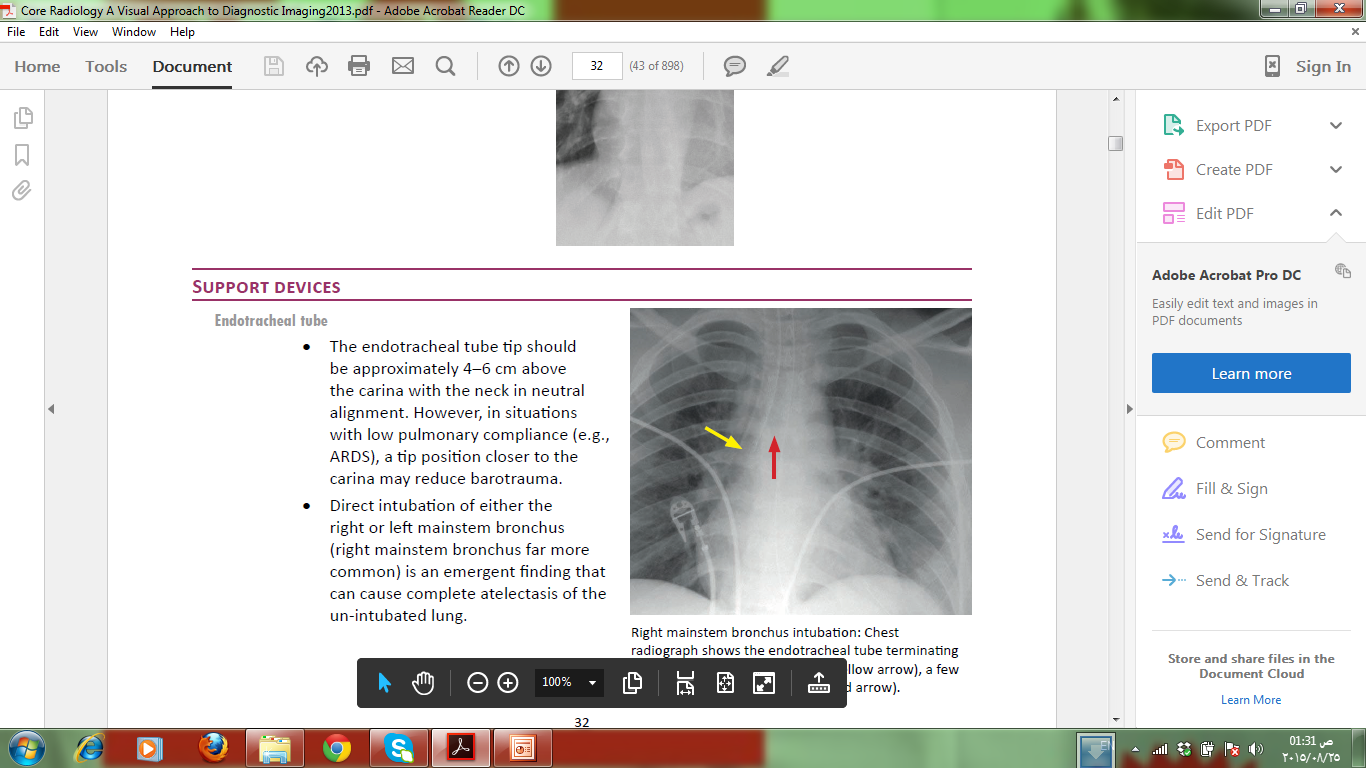 Core Radiology A Visual Approach to Diagnostic Imaging2013.pdf - Adobe Acrobat Reader DC
File Edit View Window Help
Home Tools Document 32 (43 of 898) Sign In
Export PDF
Create PDF
Edit PDF
Adobe Acrobat Pro DC
Easily edit text and images in
PDF documents
Learn more
Comment
Fill & Sign
Send for Signature
Send & Track
Store and share files in the
Document Cloud
Learn More
SUPPORT DEVICES
Endotracheal tube
• The endotracheal tube tip should
be approximately 4–6 cm above
the carina with the neck in neutral
alignment. However, in situations
with low pulmonary compliance (e.g.,
ARDS), a tip position closer to the
carina may reduce barotrauma.
• Direct intubation of either the
right or left mainstem bronchus
(right mainstem bronchus far more
common) is an emergent finding that
can cause complete atelectasis of the
un-intubated lung.
Right mainstem bronchus intubation: Chest
radiograph shows the endotracheal tube terminating
arrow), a few
arrow).
100%
32
01:31 ص
٢٠١٥/٠٨/٢٥